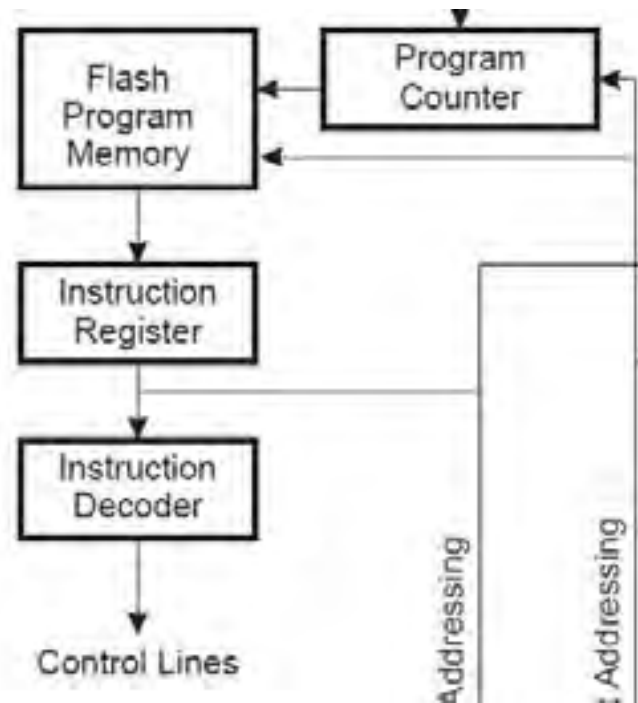 Flash
Program
Memory
Program
Counter
Instruction
Register
Instruction
Decoder
Control Lines
Addressing
Addressing